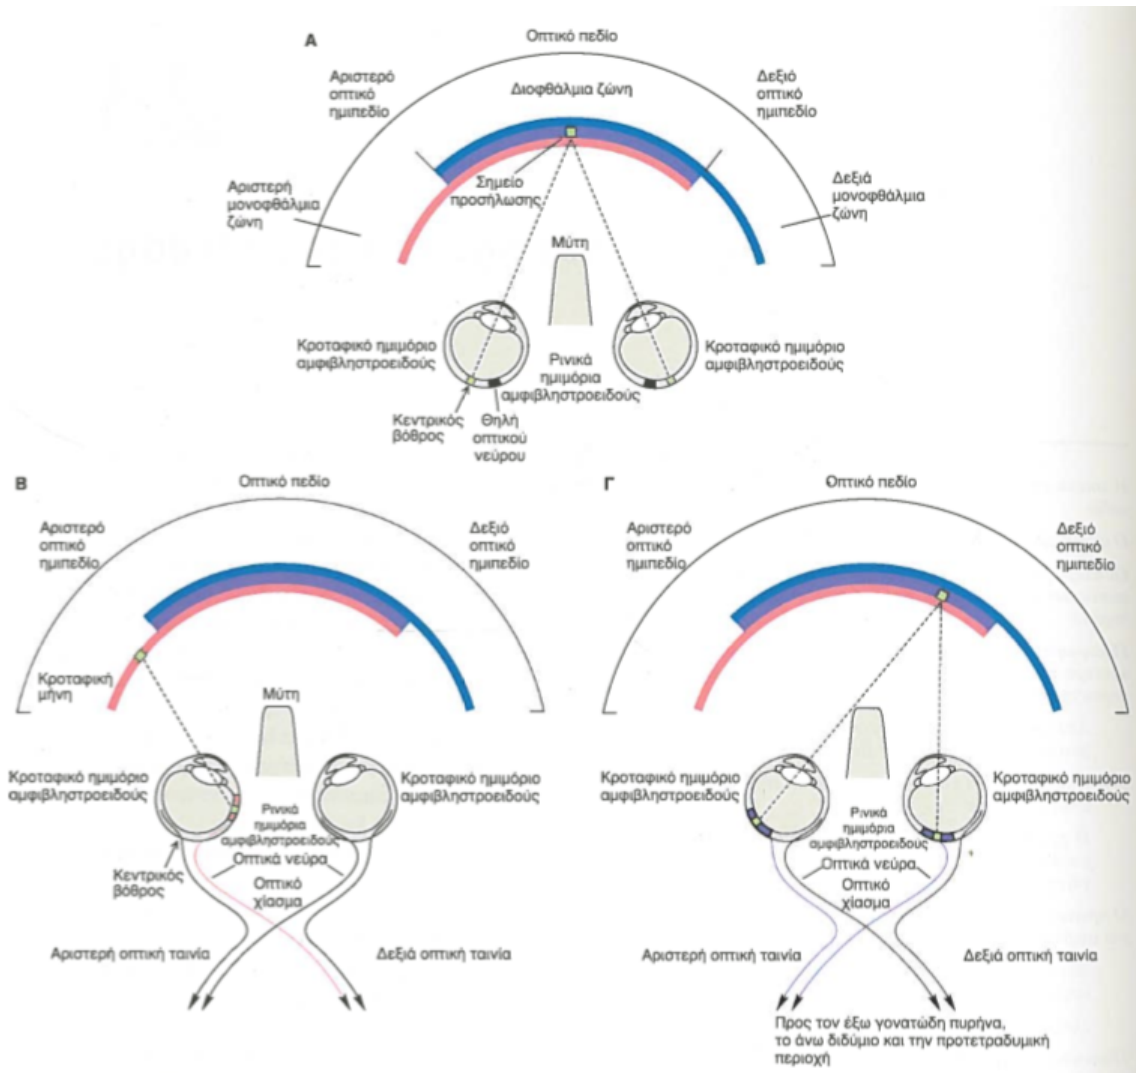 Α
Οπτικό πεδίο
Αριστερό
οπτικό
ημιπεδίο
Διοφθάλμια ζώνη
Δεξιό
οπτικό
ημιπεδίο
Αριστερή
μονοφθάλμια
ζώνη
Σημείο
προσήλωσης
Δεξιά
μονοφθάλμια
ζώνη
Μύτη
Κροταφικό ημιμόριο
αμφιβληστροειδούς
Ρινικά
ημιμόρια
αμφιβληστροειδούς
Κροταφικό ημιμόριο
αμφιβληστροειδούς
Κεντρικός
βόθρος
Θηλή
οπτικού
νεύρου
Β
Οπτικό πεδίο
Αριστερό
οπτικό
ημιπεδίο
Δεξιό
οπτικό
ημιπεδίο
Κροταφική
μήνη
Μύτη
Κροταφικό ημιμόριο
αμφιβληστροειδούς
Ρινικά
ημιμόρια
αμφιβληστροειδούς
Κροταφικό ημιμόριο
αμφιβληστροειδούς
Κεντρικός
βόθρος
Οπτικά νεύρα
Οπτικό
χίασμα
Αριστερή οπτική ταινία
Δεξιά οπτική ταινία
Γ
Οπτικό πεδίο
Αριστερό
οπτικό
ημιπεδίο
Δεξιό
οπτικό
ημιπεδίο
Κροταφικό ημιμόριο
αμφιβληστροειδούς
Ρινικά
ημιμόρια
αμφιβληστροειδούς
Κροταφικό ημιμόριο
αμφιβληστροειδούς
Οπτικά νεύρα
Οπτικό
χίασμα
Αριστερή οπτική ταινία
Δεξιά οπτική ταινία
Προς τον έξω γονατώδη πυρήνα,
το άνω διδύμιο και την προτετραδυμική
περιοχή